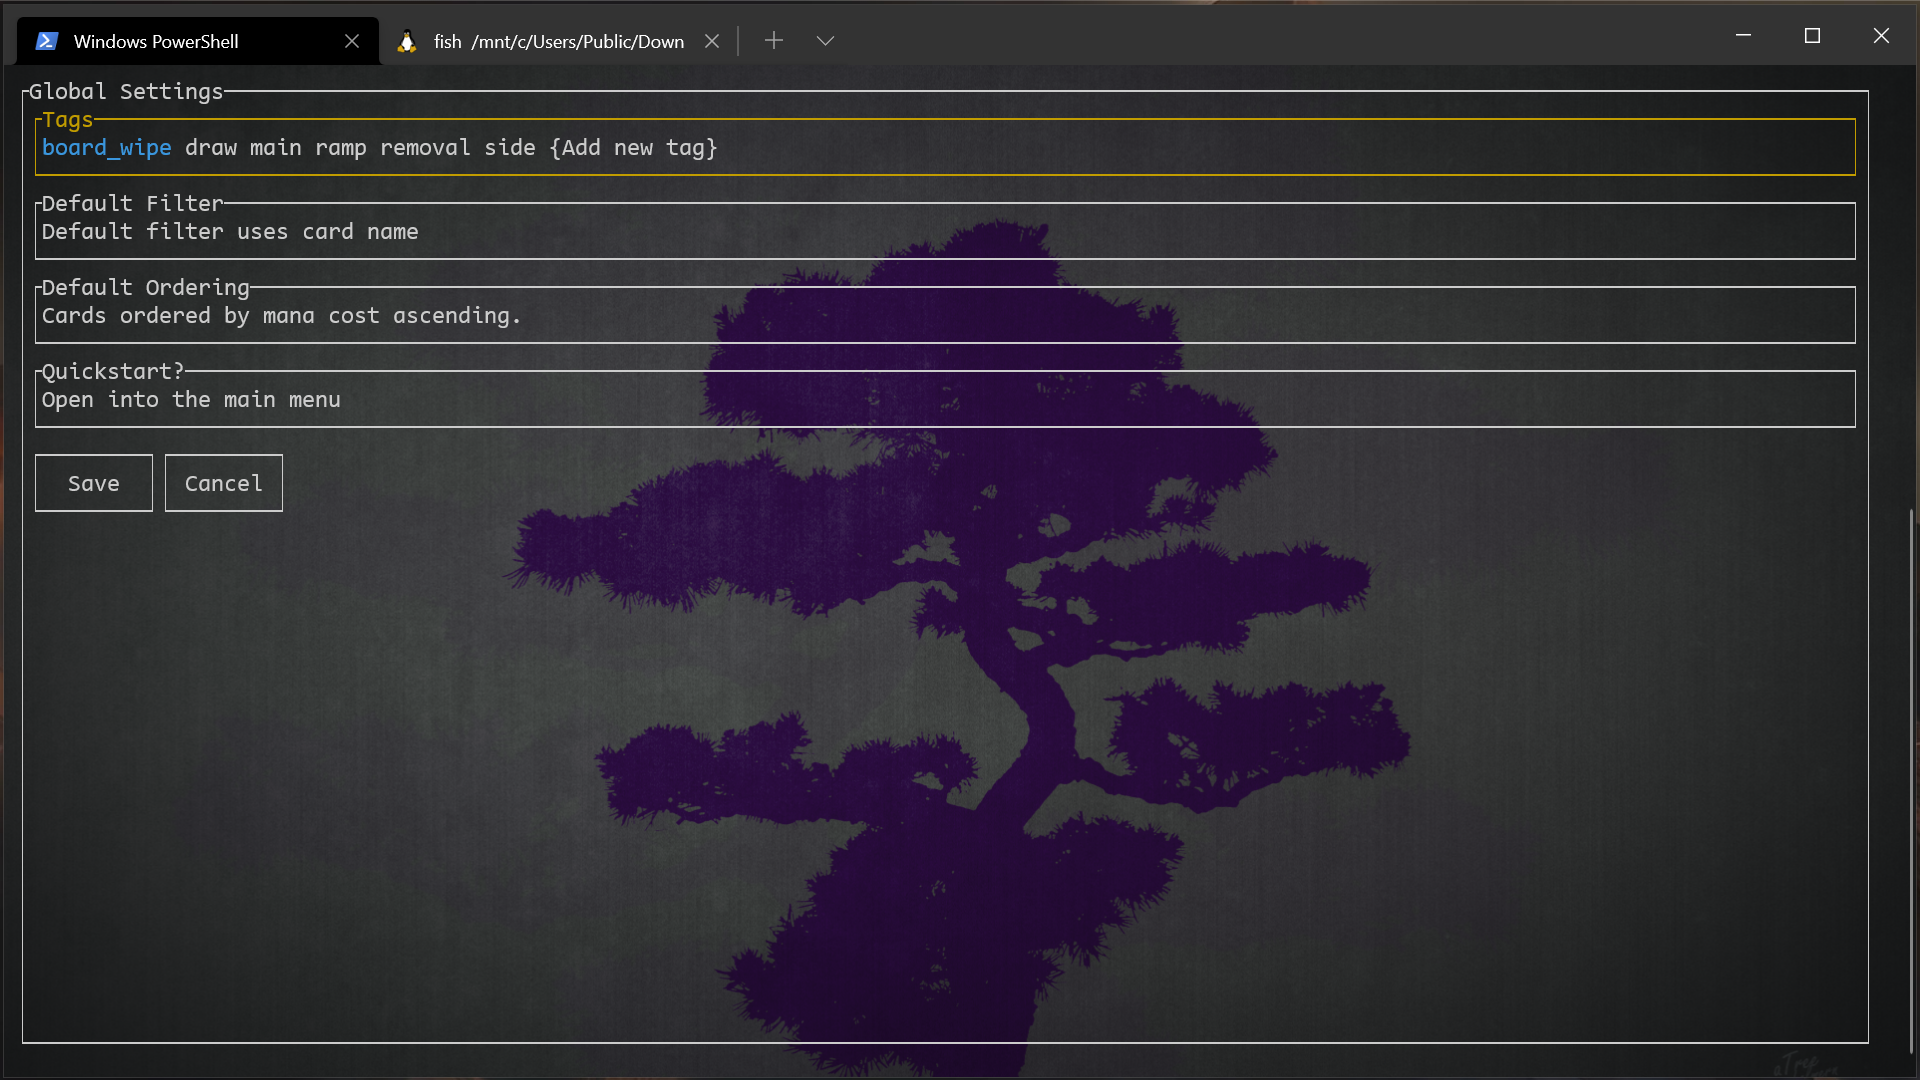 Windows PowerShell
fish /mnt/c/Users/Public/Down
Global Settings
Tags
board_wipe draw main ramp removal side {Add new tag}
Default Filter
Default filter uses card name
Default Ordering
Cards ordered by mana cost ascending.
Quickstart?
Open into the main menu
Save Cancel